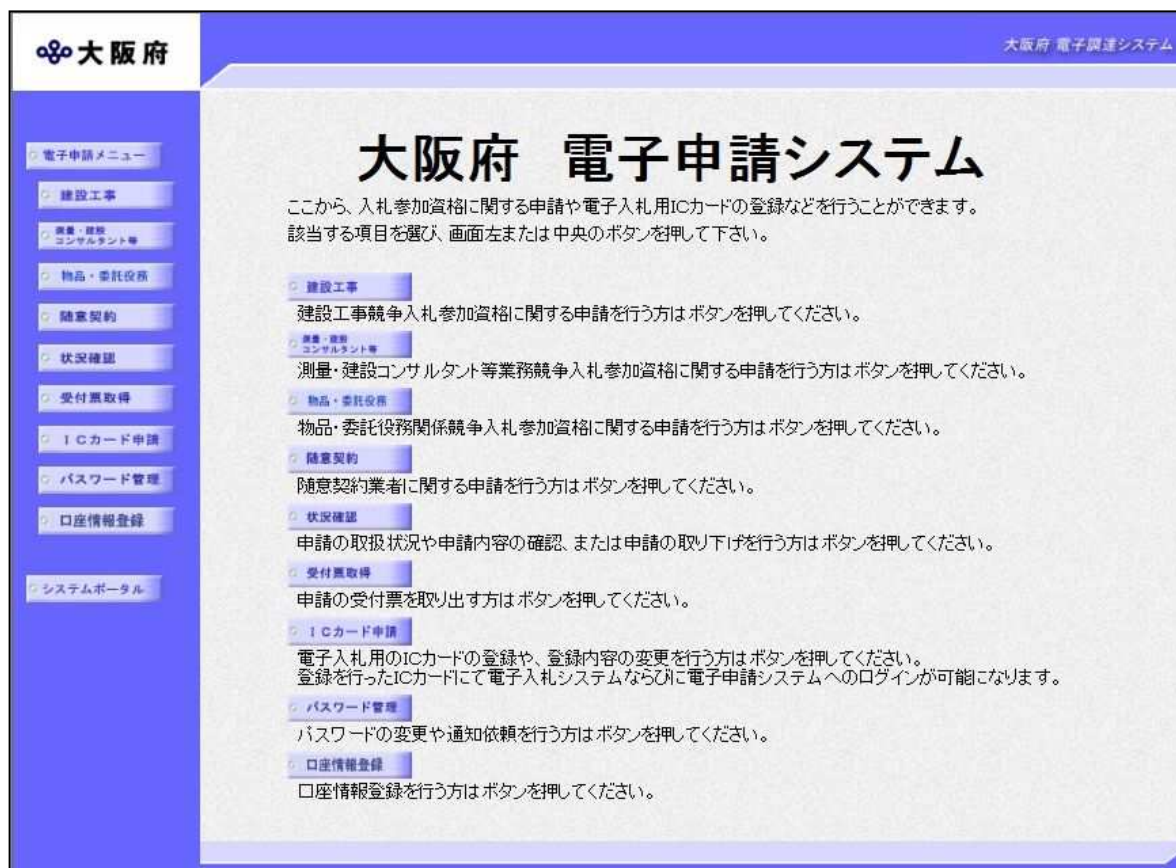 大阪府
大阪府 電子調達システム
電子申請メニュー
建設工事
測量・建設
コンサルタント等
物品・委託役務
随意契約
状況確認
受付票取得
ICカード申請
パスワード管理
口座情報登録
システムポータル
大阪府 電子申請システム
ここから、入札参加資格に関する申請や電子入札用ICカードの登録などを行うことができます。
該当する項目を選び、画面左または中央のボタンを押して下さい。
建設工事
建設工事競争入札参加資格に関する申請を行う方はボタンを押してください。
測量・建設
コンサルタント等
測量・建設コンサルタント等業務競争入札参加資格に関する申請を行う方はボタンを押してください。
物品・委託役務
物品・委託役務関係競争入札参加資格に関する申請を行う方はボタンを押してください。
随意契約
随意契約業者に関する申請を行う方はボタンを押してください。
状況確認
申請の取扱状況や申請内容の確認、または申請の取り下げを行う方はボタンを押してください。
受付票取得
申請の受付票を取り出す方はボタンを押してください。
ICカード申請
電子入札用のICカードの登録や、登録内容の変更を行う方はボタンを押してください。
登録を行ったICカードにて電子入札システムならびに電子申請システムへのログインが可能になります。
パスワード管理
パスワードの変更や通知依頼を行う方はボタンを押してください。
口座情報登録
口座情報登録を行う方はボタンを押してください。